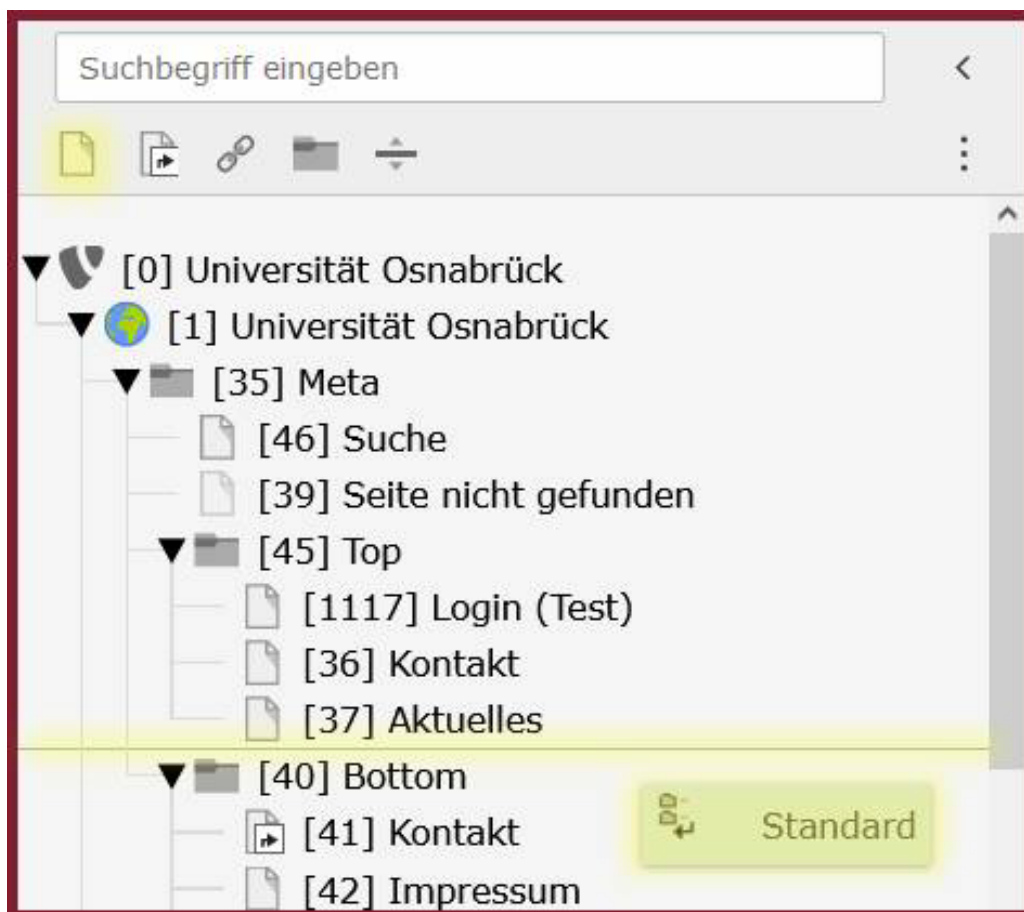 Suchbegriff eingeben
[0] Universität Osnabrück
[1] Universität Osnabrück
[35] Meta
[46] Suche
[39] Seite nicht gefunden
[45] Top
[1117] Login (Test)
[36] Kontakt
[37] Aktuelles
[40] Bottom
Standard
[41] Kontakt
[42] Impressum